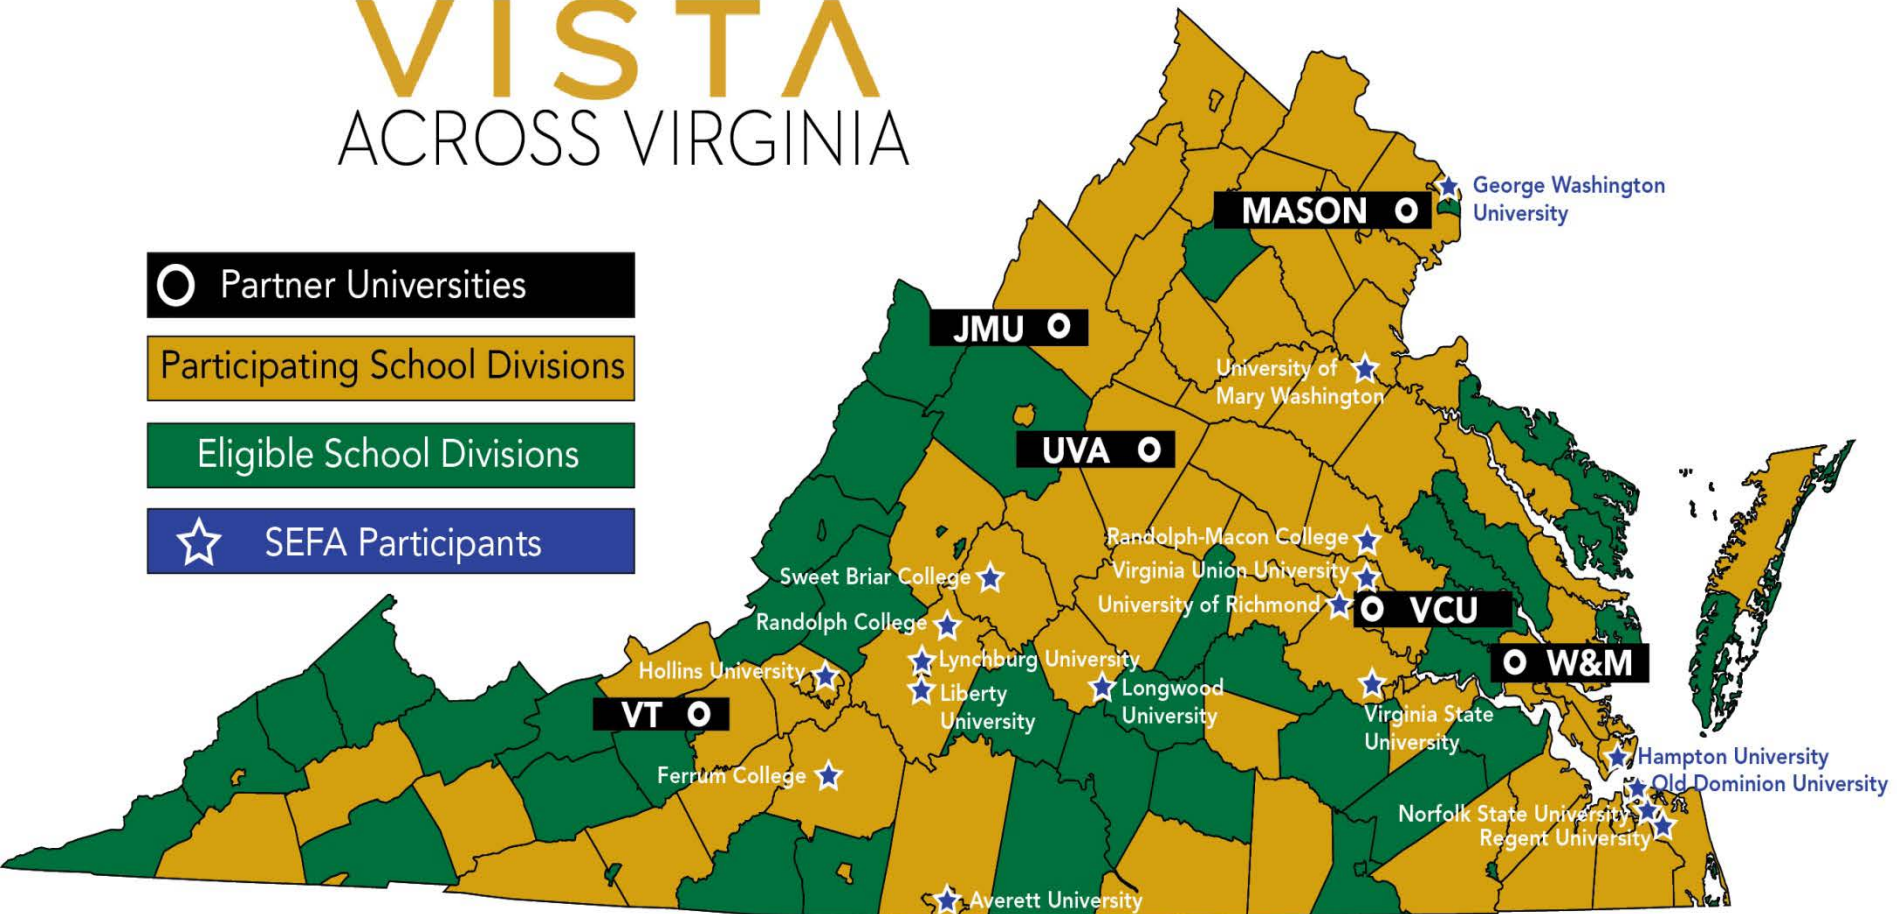 VISTA
ACROSS VIRGINIA
Partner Universities
Participating School Divisions
Eligible School Divisions
SEFA Participants
George Washington
University
MASON
JMU
University of
Mary Washington
UVA
Randolph-Macon College
Virginia Union University
Sweet Briar College
University of Richmond
VCU
Randolph College
Lynchburg University
W&M
Hollins University
Liberty
University
Longwood
University
VT
Virginia State
University
Hampton University
Ferrum College
Old Dominion University
Norfolk State University
Regent University
Averett University